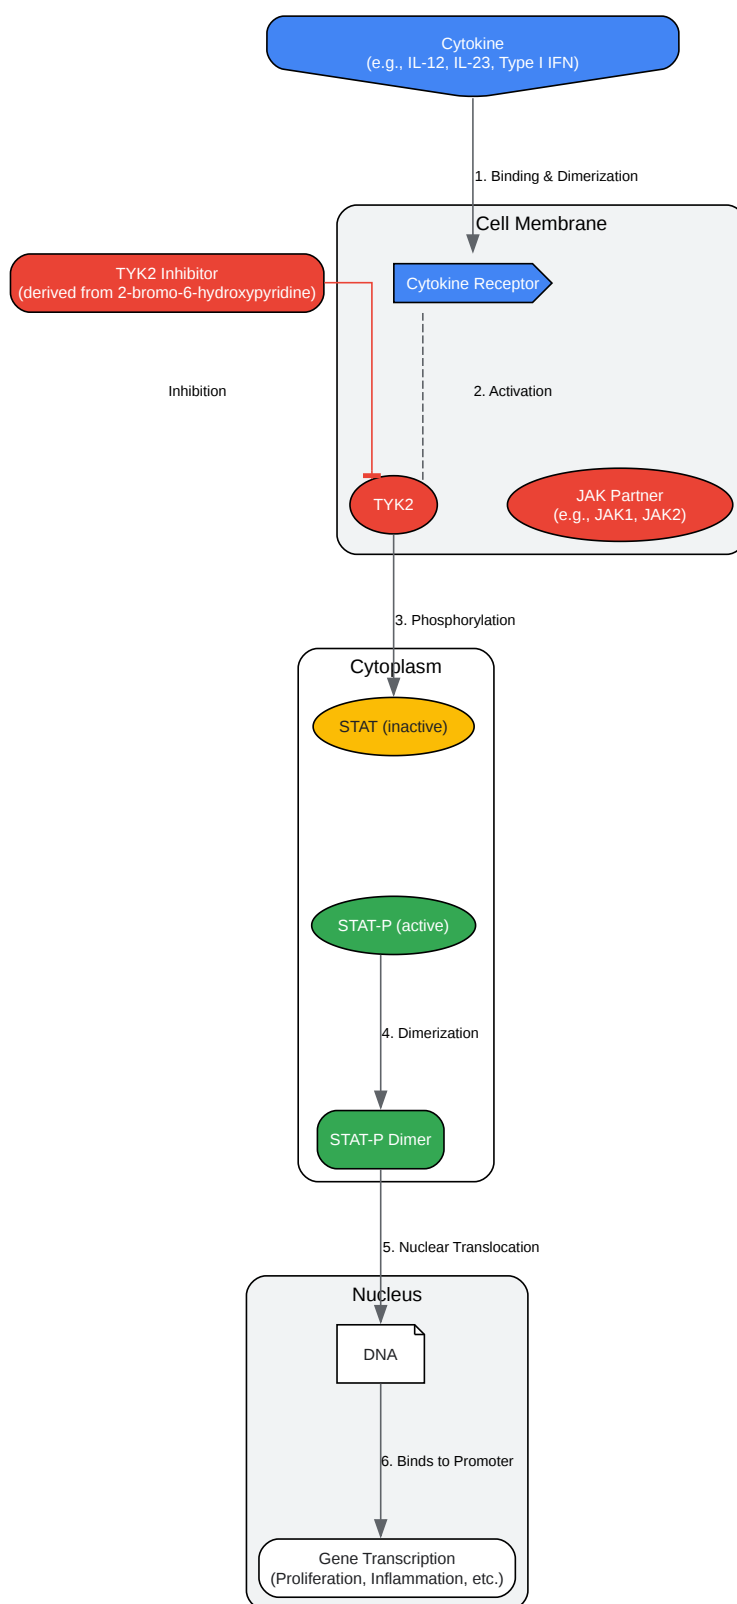 Cytokine
(e.g., IL-12, IL-23, Type I IFN)
1. Binding & Dimerization
Cell Membrane
TYK2 Inhibitor
(derived from 2-bromo-6-hydroxypyridine)
Cytokine Receptor
Inhibition
2. Activation
TYK2
JAK Partner
(e.g., JAK1, JAK2)
3. Phosphorylation
Cytoplasm
STAT (inactive)
STAT-P (active)
4. Dimerization
STAT-P Dimer
5. Nuclear Translocation
Nucleus
DNA
6. Binds to Promoter
Gene Transcription
(Proliferation, Inflammation, etc.)